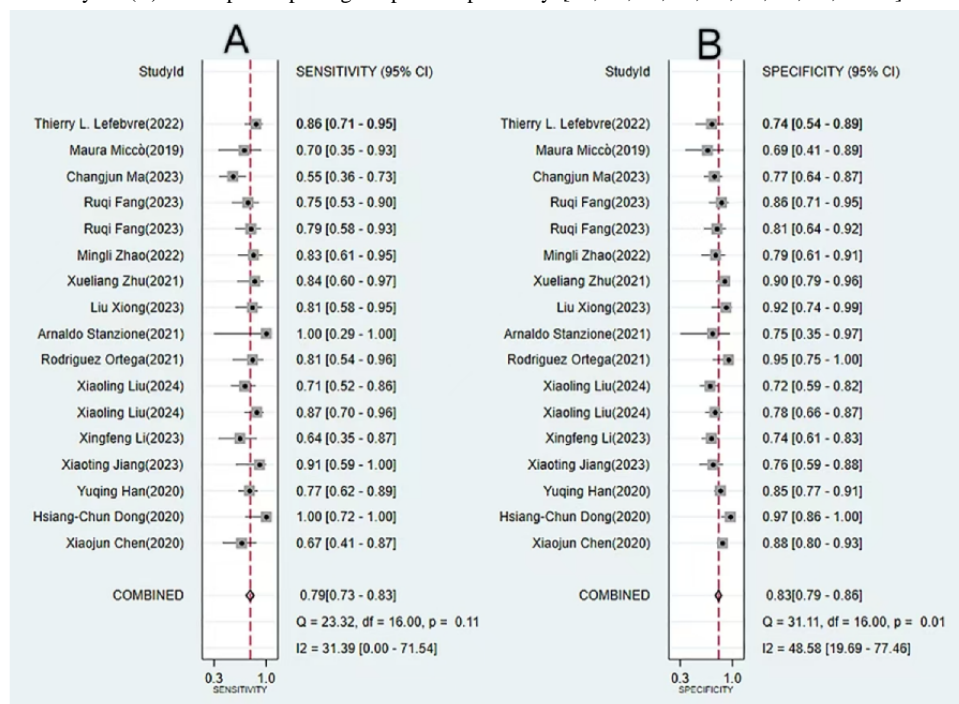 A B
StudyId SENSITIVITY (95% CI) StudyId SPECIFICITY (95% CI)
Thierry L. Lefebvre(2022) 0.86 [0.71 - 0.95] Thierry L. Lefebvre(2022) 0.74 [0.54 - 0.89]
Maura Miccò(2019) 0.70 [0.35 - 0.93] Maura Miccò(2019) 0.69 [0.41 - 0.89]
Changjun Ma(2023) 0.55 [0.36 - 0.73] Changjun Ma(2023) 0.77 [0.64 - 0.87]
Ruqi Fang(2023) 0.75 [0.53 - 0.90] Ruqi Fang(2023) 0.86 [0.71 - 0.95]
Ruqi Fang(2023) 0.79 [0.58 - 0.93] Ruqi Fang(2023) 0.81 [0.64 - 0.92]
Mingli Zhao(2022) 0.83 [0.61 - 0.95] Mingli Zhao(2022) 0.79 [0.61 - 0.91]
Xueliang Zhu(2021) 0.84 [0.60 - 0.97] Xueliang Zhu(2021) 0.90 [0.79 - 0.96]
Liu Xiong(2023) 0.81 [0.58 - 0.95] Liu Xiong(2023) 0.92 [0.74 - 0.99]
Arnaldo Stanzione(2021) 1.00 [0.29 - 1.00] Arnaldo Stanzione(2021) 0.75 [0.35 - 0.97]
Rodriguez Ortega(2021) 0.81 [0.54 - 0.96] Rodriguez Ortega(2021) 0.95 [0.75 - 1.00]
Xiaoling Liu(2024) 0.71 [0.52 - 0.86] Xiaoling Liu(2024) 0.72 [0.59 - 0.82]
Xiaoling Liu(2024) 0.87 [0.70 - 0.96] Xiaoling Liu(2024) 0.78 [0.66 - 0.87]
Xingfeng Li(2023) 0.64 [0.35 - 0.87] Xingfeng Li(2023) 0.74 [0.61 - 0.83]
Xiaoting Jiang(2023) 0.91 [0.59 - 1.00] Xiaoting Jiang(2023) 0.76 [0.59 - 0.88]
Yuqing Han(2020) 0.77 [0.62 - 0.89] Yuqing Han(2020) 0.85 [0.77 - 0.91]
Hsiang-Chun Dong(2020) 1.00 [0.72 - 1.00] Hsiang-Chun Dong(2020) 0.97 [0.86 - 1.00]
Xiaojun Chen(2020) 0.67 [0.41 - 0.87] Xiaojun Chen(2020) 0.88 [0.80 - 0.93]
COMBINED 0.79[0.73 - 0.83] COMBINED 0.83[0.79 - 0.86]
Q = 23.32, df = 16.00, p = 0.11 Q = 31.11, df = 16.00, p = 0.01
I2 = 31.39 [0.00 - 71.54] I2 = 48.58 [19.69 - 77.46]
0.3 1.0 0.3 1.0
SENSITIVITY SPECIFICITY